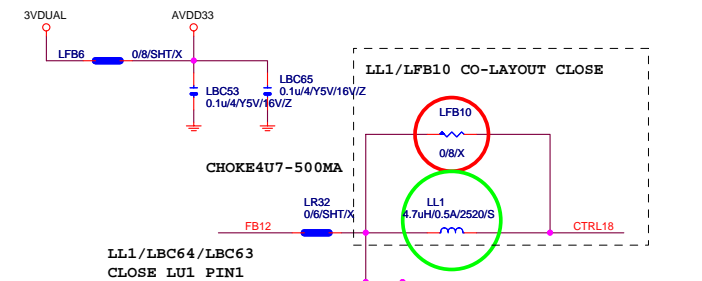 3VDUAL
AVDD33
LFB6
0/8/SHT/X
LBC53
0.1u/4/Y5V/16V/Z
LBC65
0.1u/4/Y5V/16V/Z
LL1/LFB10 CO-LAYOUT CLOSE
LFB10
0/8/X
CHOKE4U7-500MA
LR32
0/6/SHT/X
LL1
4.7uH/0.5A/2520/S
FB12
CTRL18
LL1/LBC64/LBC63
CLOSE LU1 PIN1